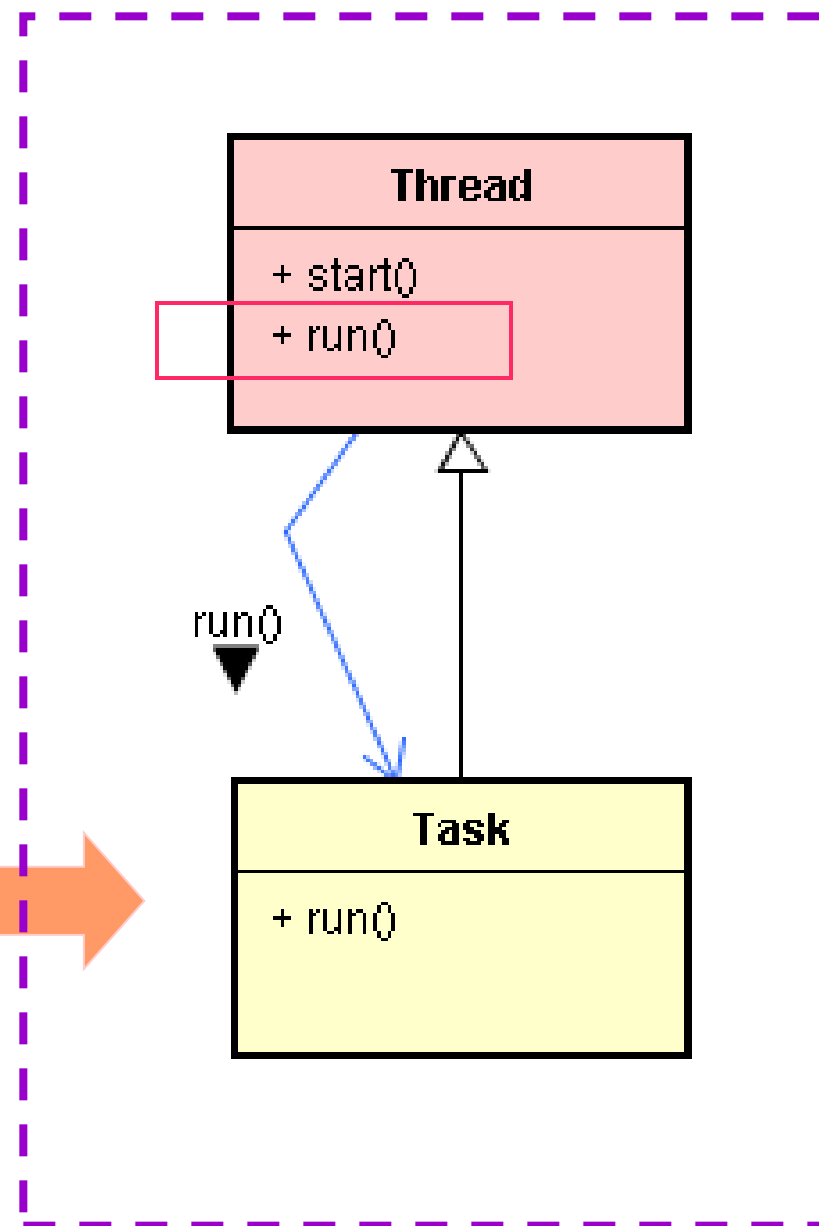 Thread
+ start()
+ run()
run()
Task
+ run()